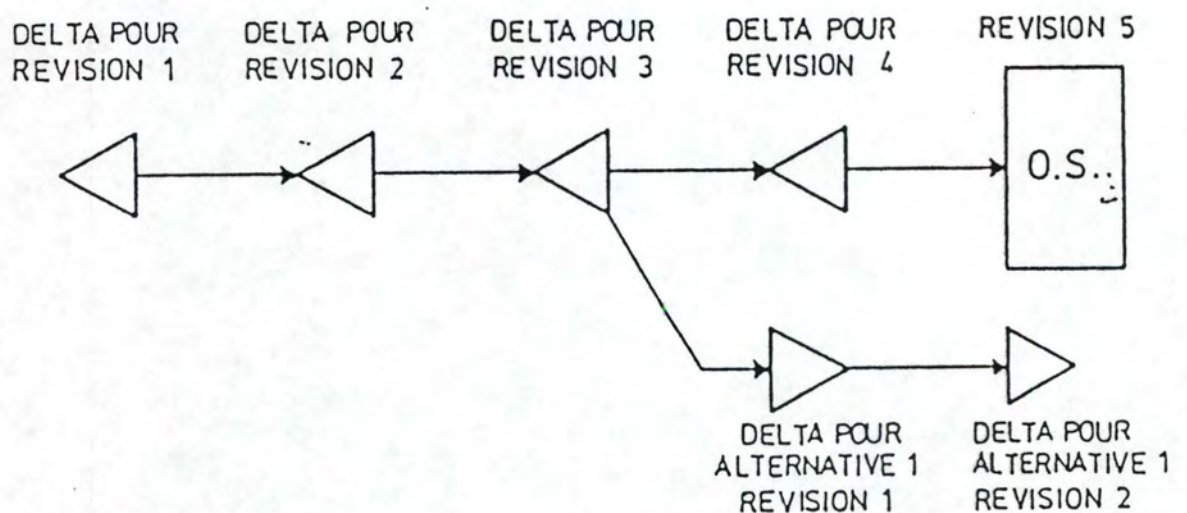 DELTA POUR
REVISION 1
DELTA POUR
REVISION 2
DELTA POUR
REVISION 3
DELTA POUR
REVISION 4
REVISION 5
O.S..
DELTA POUR
ALTERNATIVE 1
REVISION 1
DELTA POUR
ALTERNATIVE 1
REVISION 2